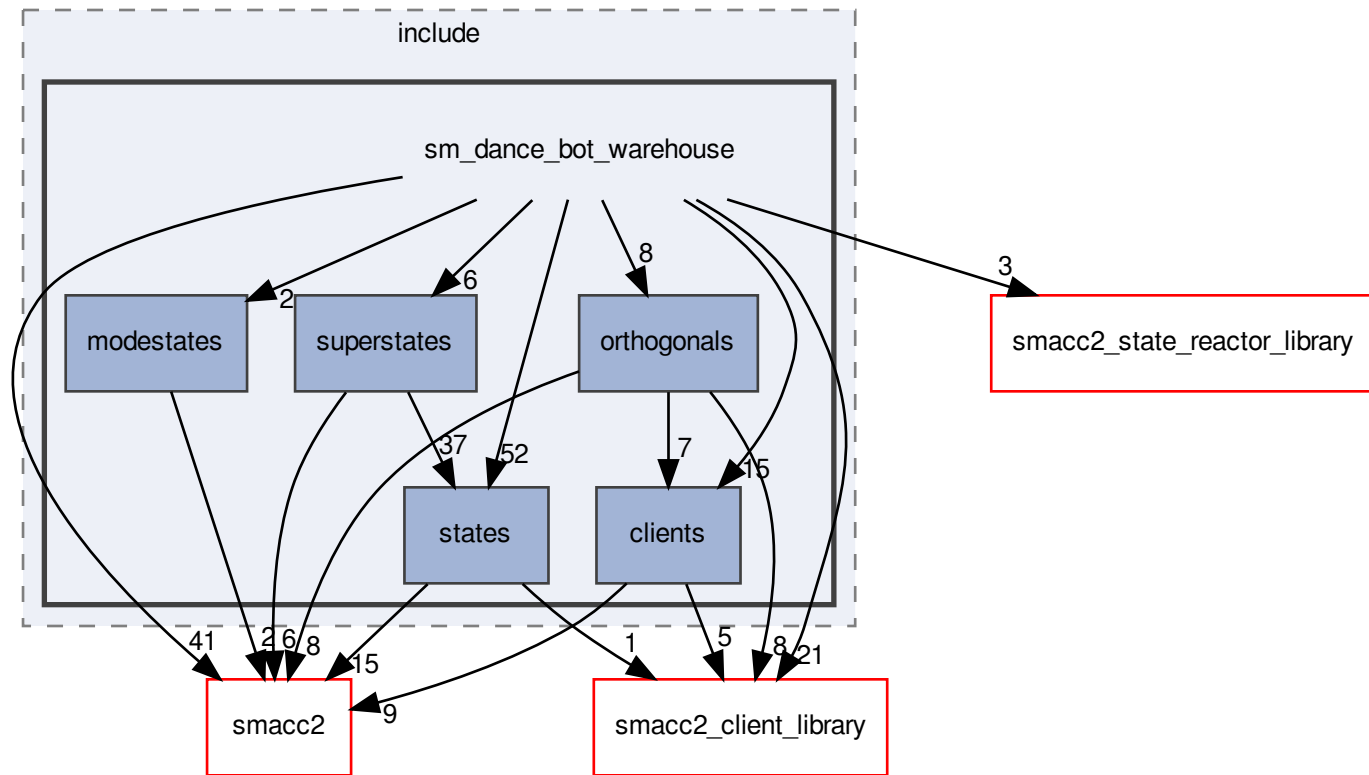 include
sm_dance_bot_warehouse
8
3
2
6
modestates
superstates
orthogonals
smacc2_state_reactor_library
37
52
7
15
states
clients
41
2
6
8
15
1
5
8
21
9
smacc2
smacc2_client_library